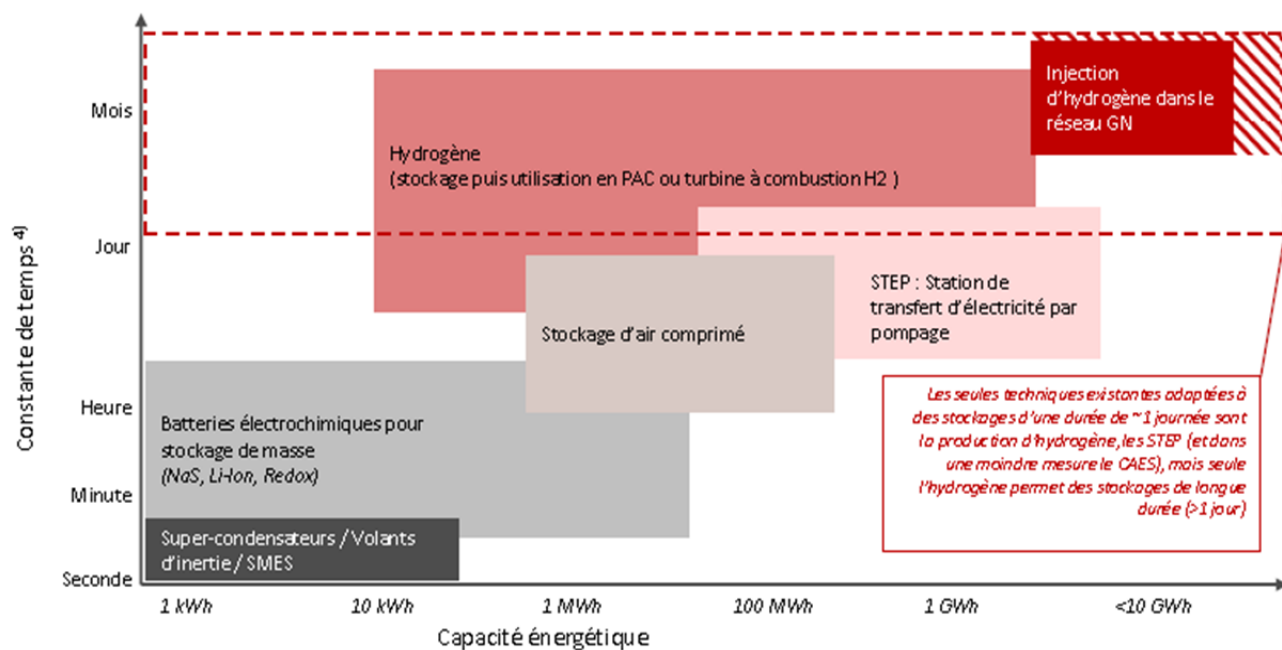 Constante de temps 4)
Mois
Jour
Heure
Minute
Seconde
Injection
d'hydrogène dans le
réseau GN
Hydrogène
(stockage puis utilisation en PAC ou turbine à combustion H2 )
STEP : Station de
transfert d'électricité par
pompage
Stockage d'air comprimé
Batteries électrochimiques pour
stockage de masse
(NaS, Li-Ion, Redox)
Super-condensateurs / Volants
d'inertie / SMES
Les seules techniques existantes adaptées à
des stockages d'une durée de ~1 journée sont
la production d'hydrogène, les STEP (et dans
une moindre mesure le CAES), mais seule
l'hydrogène permet des stockages de longue
durée (>1 jour)
1 kWh
10 kWh
1 MWh
100 MWh
1 GWh
<10 GWh
Capacité énergétique